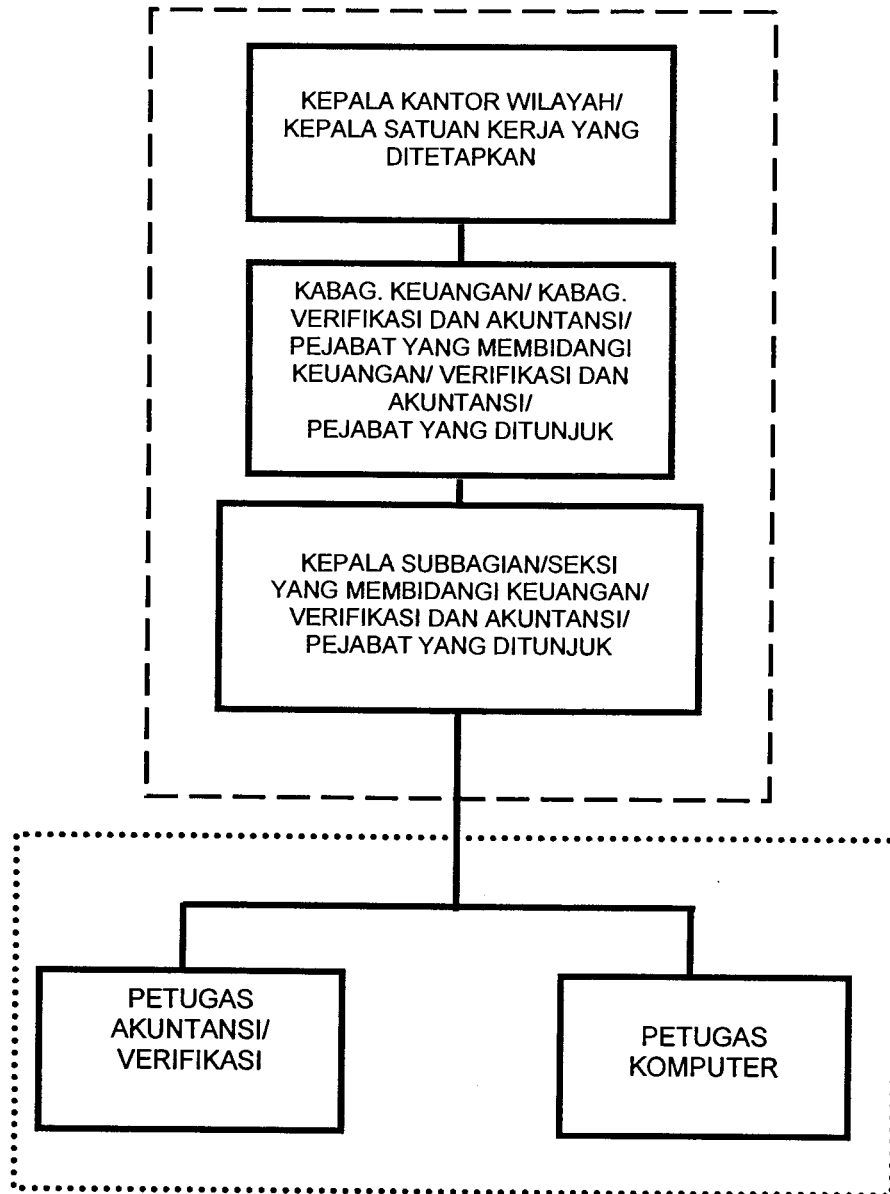 KEPALA KANTOR WILAYAH/
KEPALA SATUAN KERJA YANG
DITETAPKAN
KABAG. KEUANGAN/ KABAG.
VERIFIKASI DAN AKUNTANSI/
PEJABAT YANG MEMBIDANGI
KEUANGAN/ VERIFIKASI DAN
AKUNTANSI/
PEJABAT YANG DITUNJUK
KEPALA SUBBAGIAN/SEKSI
YANG MEMBIDANGI KEUANGAN/
VERIFIKASI DAN AKUNTANSI/
PEJABAT YANG DITUNJUK
PETUGAS
AKUNTANSI/
VERIFIKASI
PETUGAS
KOMPUTER